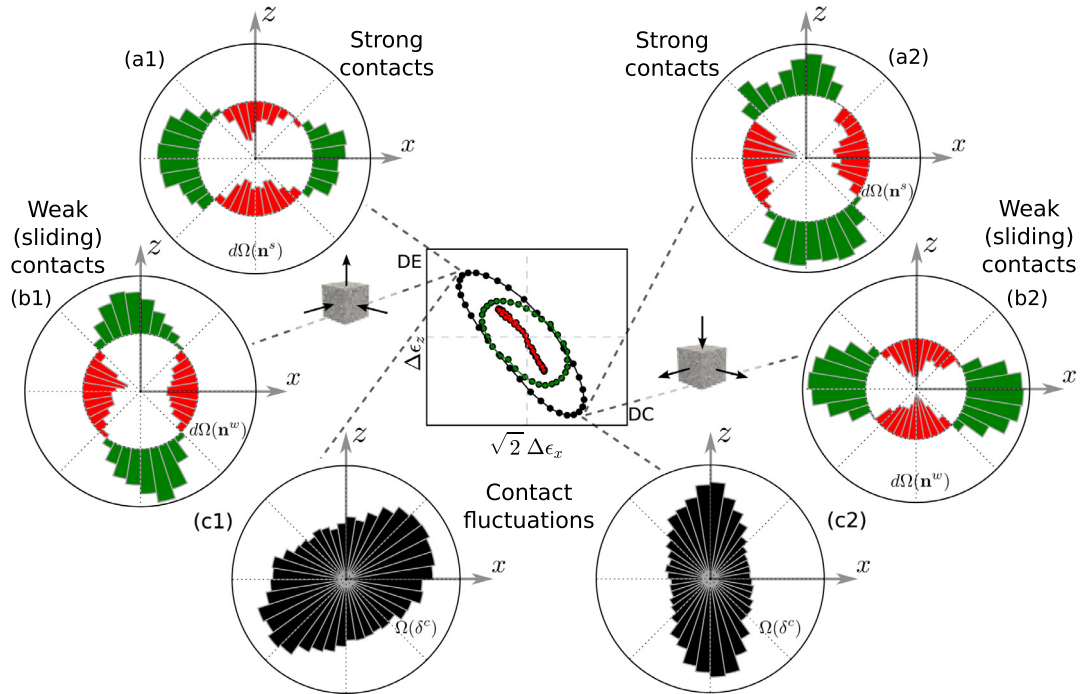 z
(a1)
Strong
contacts
x
dΩ(n^s)
z
Strong
contacts
(a2)
x
dΩ(n^s)
Weak
(sliding)
contacts
(b1)
z
x
dΩ(n^w)
DE
Δϵ_z
√2 Δϵ_x
DC
Weak
(sliding)
contacts
(b2)
z
x
dΩ(n^w)
(c1)
z
x
Ω(δ^c)
Contact
fluctuations
z
(c2)
x
Ω(δ^c)